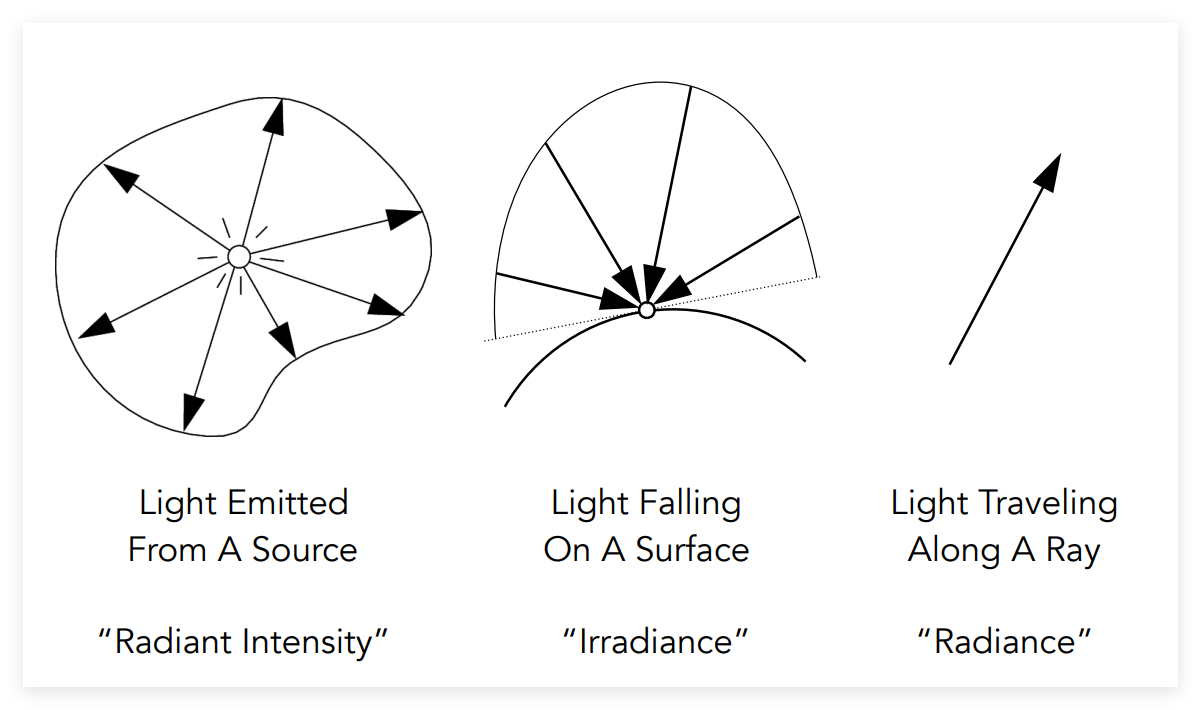 Light Emitted
From A Source
“Radiant Intensity”
Light Falling
On A Surface
“Irradiance”
Light Traveling
Along A Ray
“Radiance”